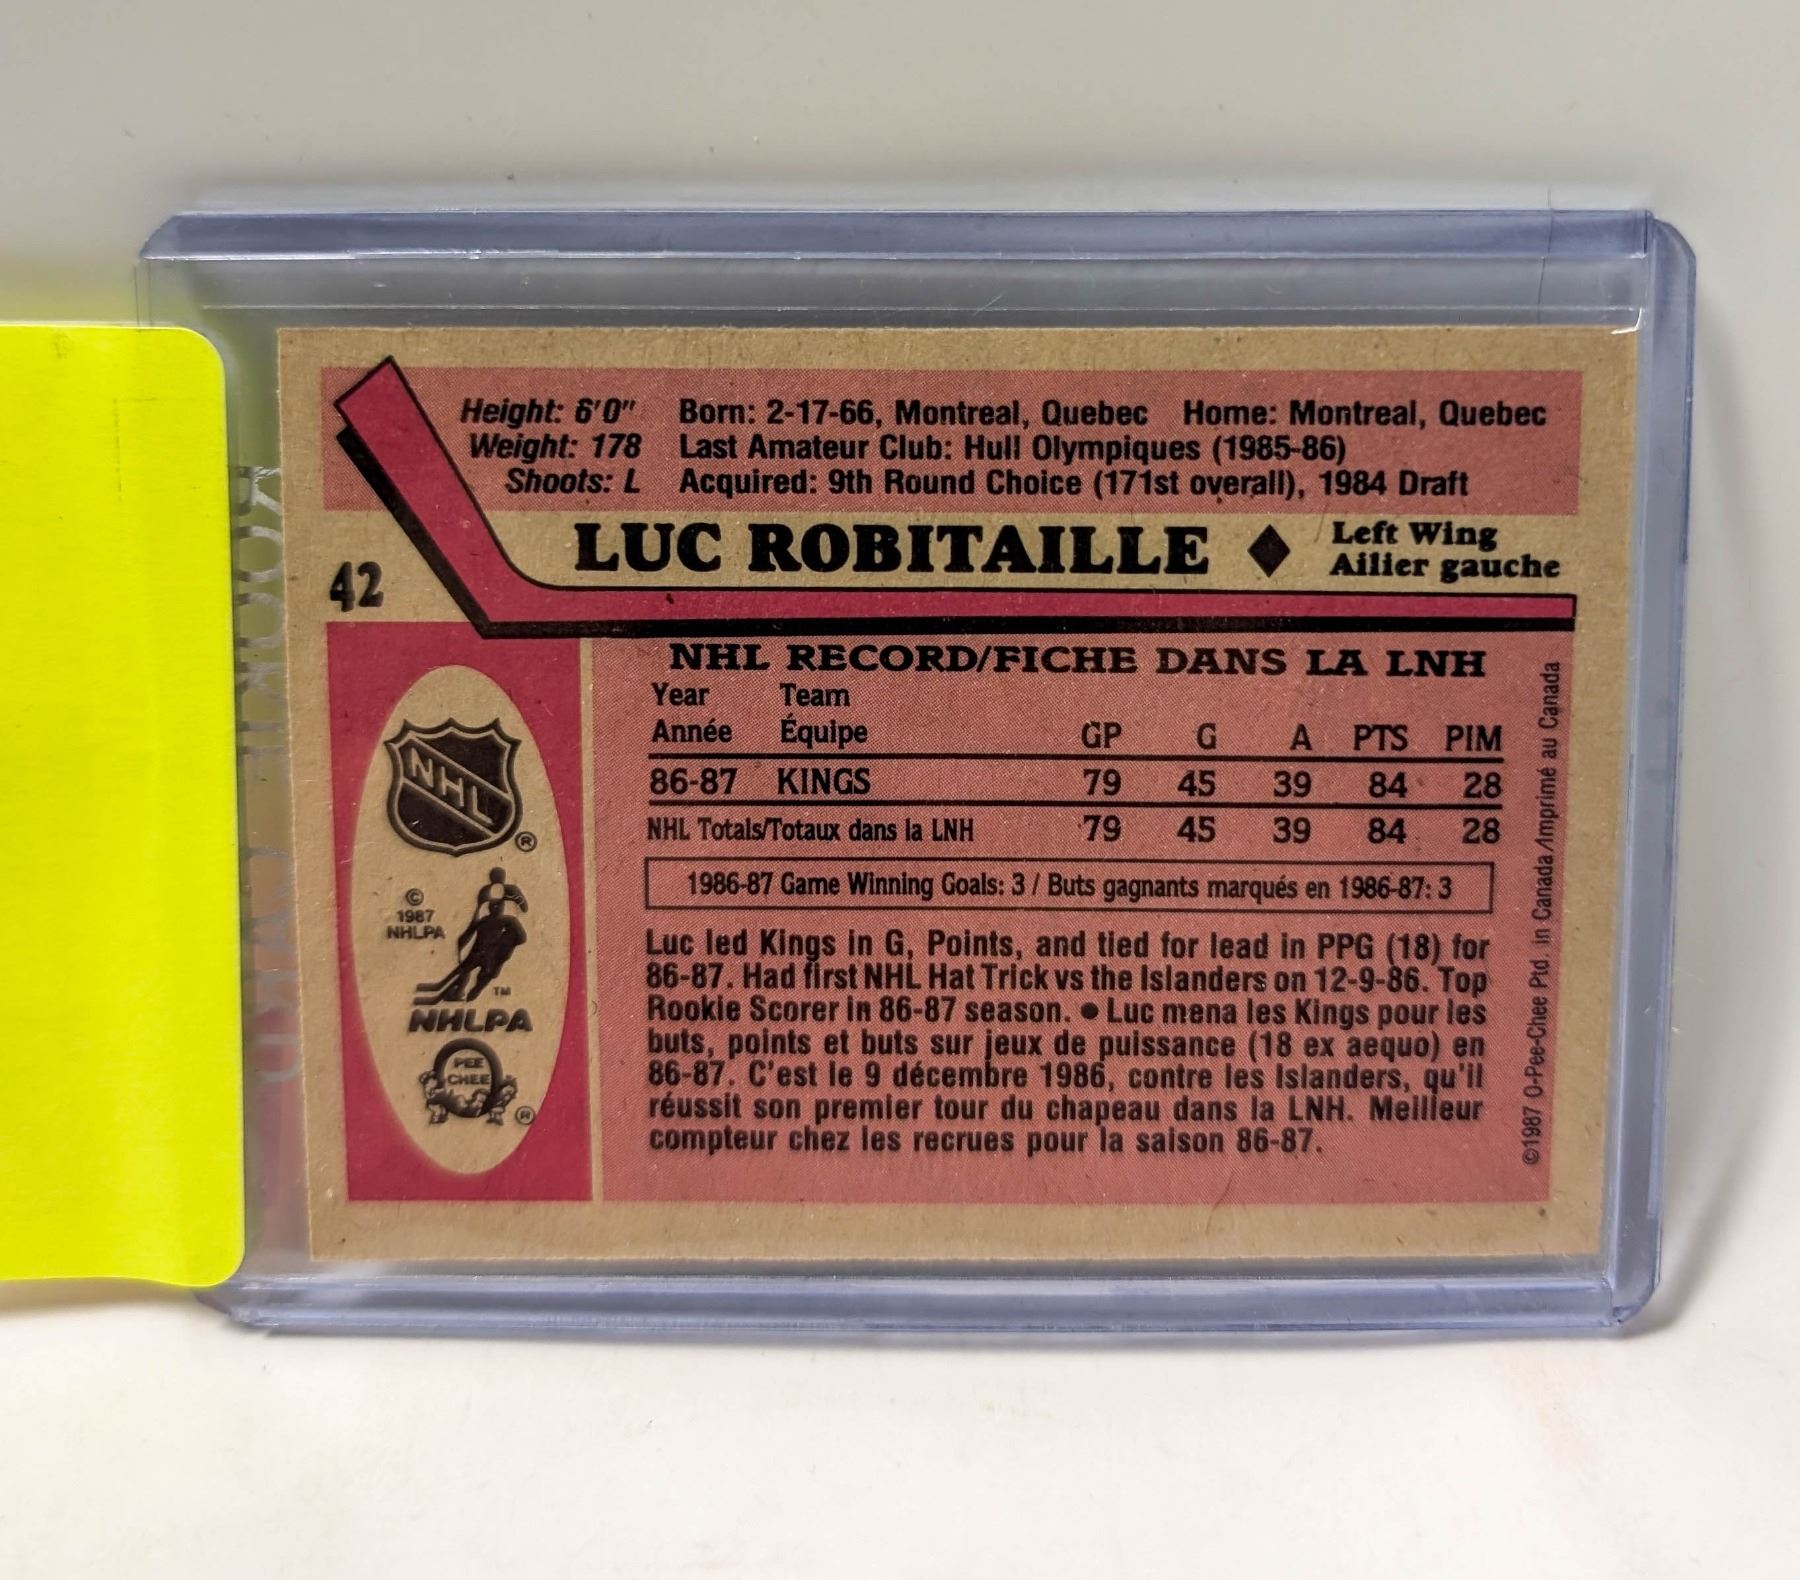 Height: 6'0" Born: 2-17-66, Montreal, Quebec Home: Montreal, Quebec
Weight: 178 Last Amateur Club: Hull Olympiques (1985-86)
Shoots: L Acquired: 9th Round Choice (171st overall), 1984 Draft
LUC ROBITAILLE ♦ Left Wing
Ailier gauche
42
NHL RECORD/FICHE DANS LA LNH
Year Team
Année Équipe GP G A PTS PIM
86-87 KINGS 79 45 39 84 28
NHL Totals/Totaux dans la LNH 79 45 39 84 28
1986-87 Game Winning Goals: 3 / Buts gagnants marqués en 1986-87: 3
Luc led Kings in G, Points, and tied for lead in PPG (18) for
86-87. Had first NHL Hat Trick vs the Islanders on 12-9-86. Top
Rookie Scorer in 86-87 season. ● Luc mena les Kings pour les
buts, points et buts sur jeux de puissance (18 ex aequo) en
86-87. C'est le 9 décembre 1986, contre les Islanders, qu'il
réussit son premier tour du chapeau dans la LNH. Meilleur
compteur chez les recrues pour la saison 86-87.
NHL
®
©
1987
NHLPA
TM
NHLPA
PEE
CHEE
®
©1987 O-Pee-Chee Ptd. in Canada/Imprimé au Canada
ROOKIE CARD